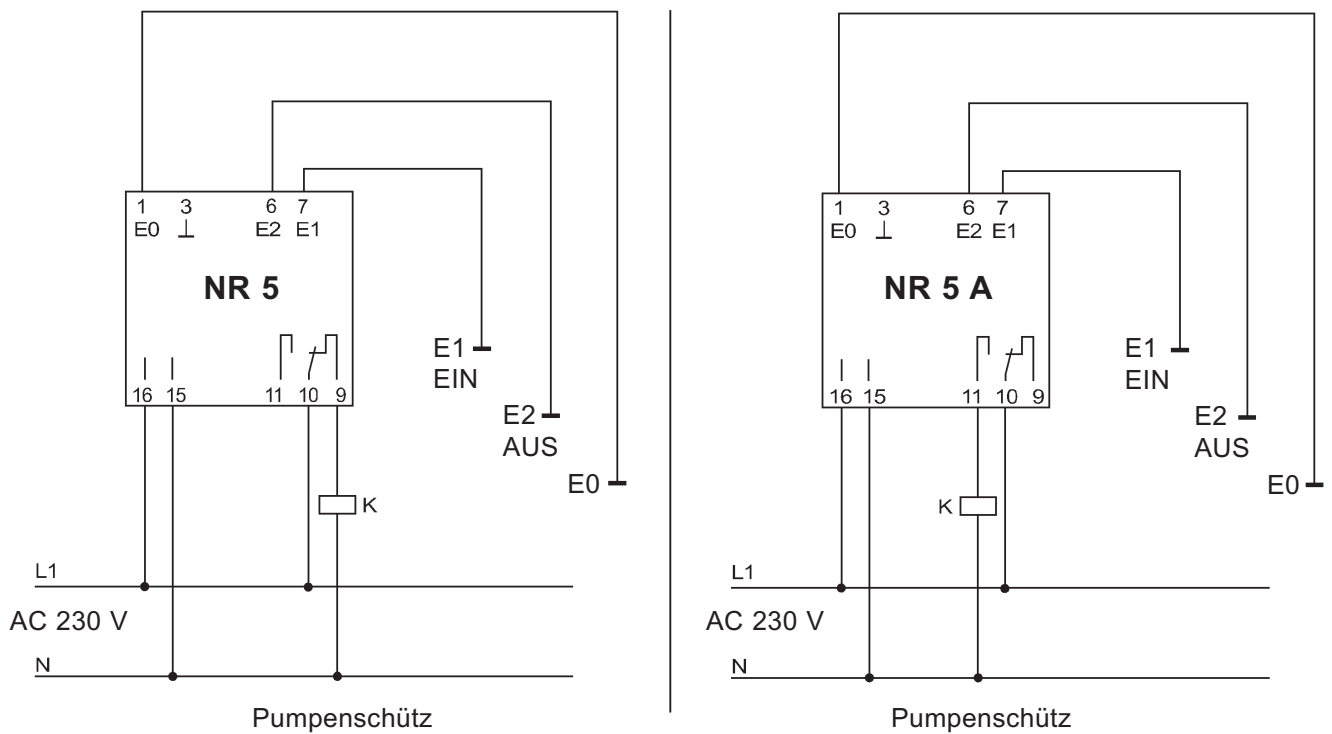 1 3 6 7
E0 ⊥ E2 E1
NR 5
16 15 11 10 9
E1
EIN
E2
AUS
E0
K
L1
AC 230 V
N
Pumpenschütz
1 3 6 7
E0 ⊥ E2 E1
NR 5 A
16 15 11 10 9
E1
EIN
E2
AUS
E0
K
L1
AC 230 V
N
Pumpenschütz